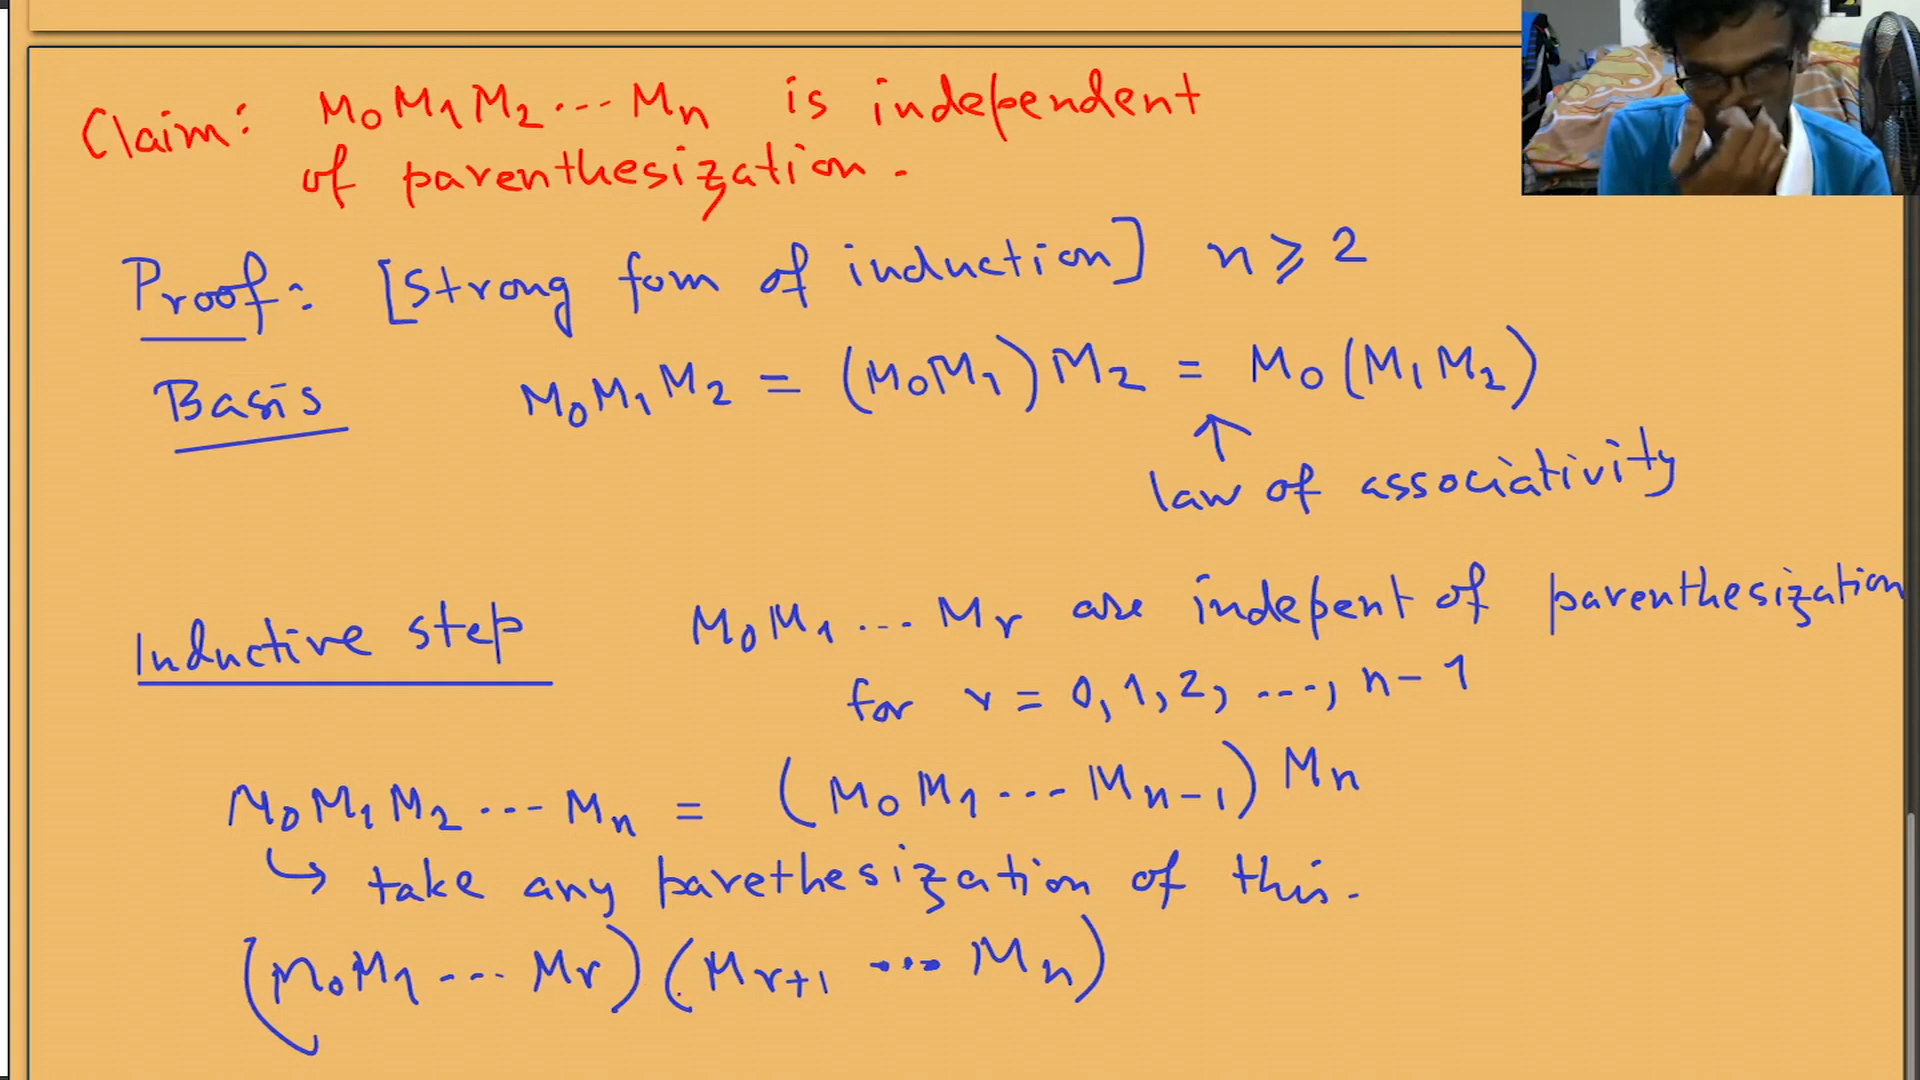 Claim: M₀M₁M₂...Mₙ is independent
of parenthesization.
Proof: [Strong fom of induction] n ⩾ 2
Basis M₀M₁M₂ = (M₀M₁)M₂ = M₀(M₁M₂)
↑
law of associativity
Inductive step M₀M₁...Mᵣ are indepent of parenthesization
for r = 0, 1, 2, ..., n-1
M₀M₁M₂...Mₙ = (M₀M₁...Mₙ₋₁)Mₙ
↳ take any parethesization of this.
(M₀M₁...Mᵣ)(Mᵣ₊₁...Mₙ)